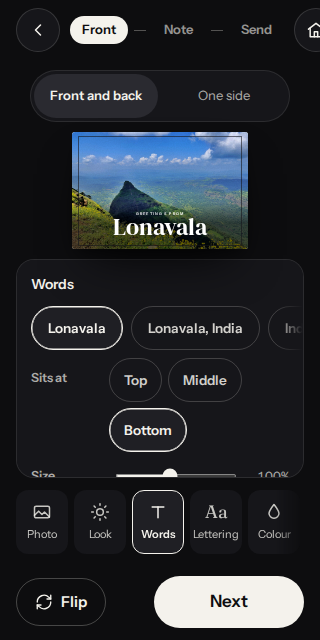 Front — Note — Send
Front and back One side
GREETINGS FROM
Lonavala
Words
Lonavala Lonavala, India
Sits at Top Middle
Bottom
Size 100%
Photo Look Words Aa Lettering Colour
Flip Next